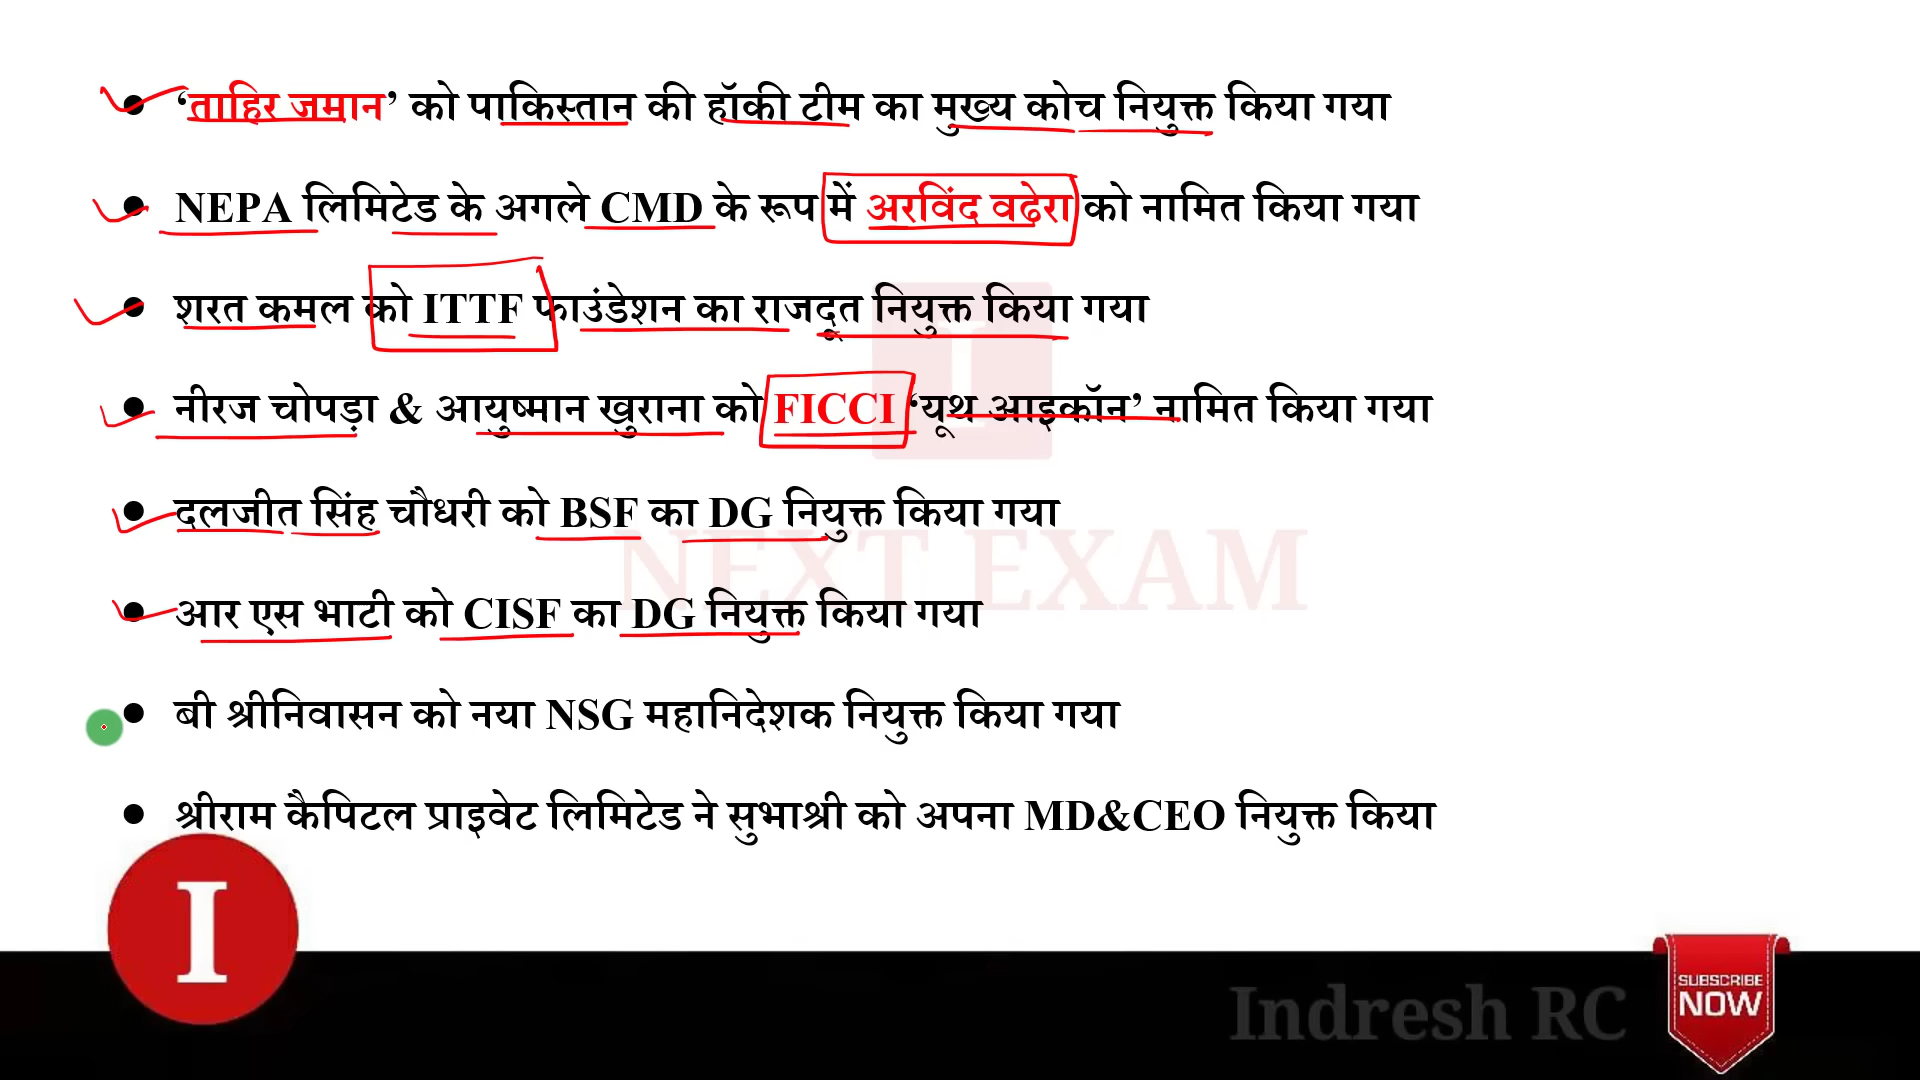 • ‘ताहिर जमान’ को पाकिस्तान की हॉकी टीम का मुख्य कोच नियुक्त किया गया
• NEPA लिमिटेड के अगले CMD के रूप में अरविंद वढेरा को नामित किया गया
• शरत कमल को ITTF फाउंडेशन का राजदूत नियुक्त किया गया
• नीरज चोपड़ा & आयुष्मान खुराना को FICCI ‘यूथ आइकॉन’ नामित किया गया
• दलजीत सिंह चौधरी को BSF का DG नियुक्त किया गया
NEXT EXAM
• आर एस भाटी को CISF का DG नियुक्त किया गया
• बी श्रीनिवासन को नया NSG महानिदेशक नियुक्त किया गया
• श्रीराम कैपिटल प्राइवेट लिमिटेड ने सुभाश्री को अपना MD&CEO नियुक्त किया
I
Indresh RC
SUBSCRIBE
NOW